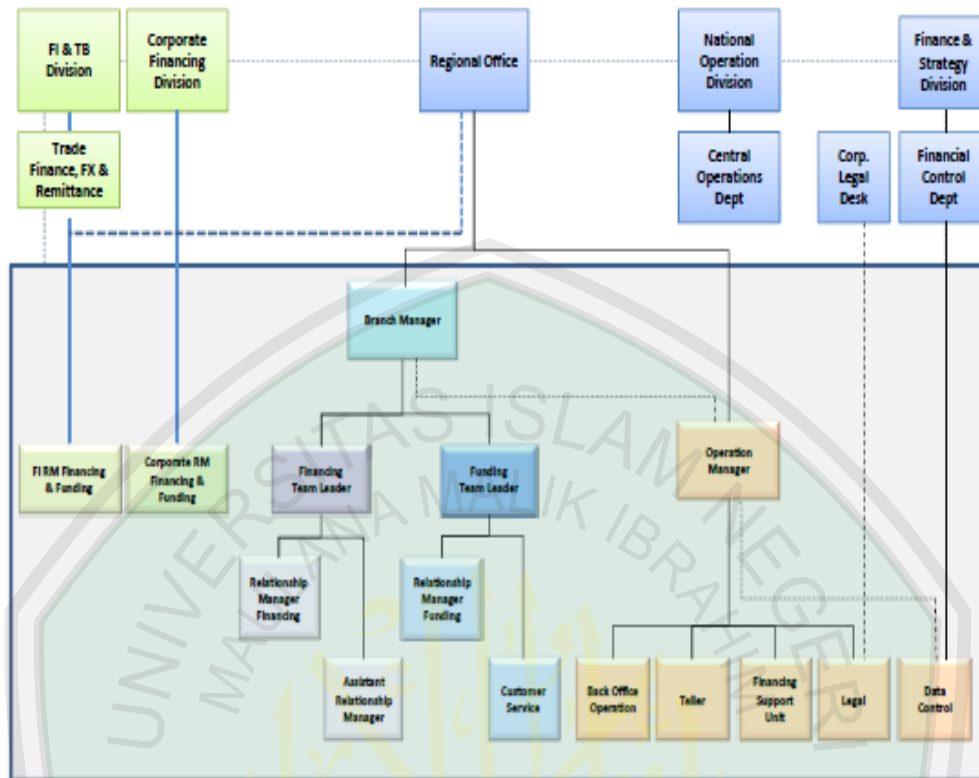 FI & TB
Division
Corporate
Financing
Division
Regional Office
National
Operation
Division
Finance &
Strategy
Division
Trade
Finance, FX &
Remittance
Central
Operations
Dept
Corp.
Legal
Desk
Financial
Control
Dept
Branch Manager
FI RM Financing
& Funding
Corporate RM
Financing &
Funding
Financing
Team Leader
Funding
Team Leader
Operation
Manager
Relationship
Manager
Financing
Relationship
Manager
Funding
Assistant
Relationship
Manager
Customer
Service
Back Office
Operation
Teller
Financing
Support
Unit
Legal
Data
Control
UNIVERSITAS ISLAM NEGERI
MAULANA MALIK IBRAHIM